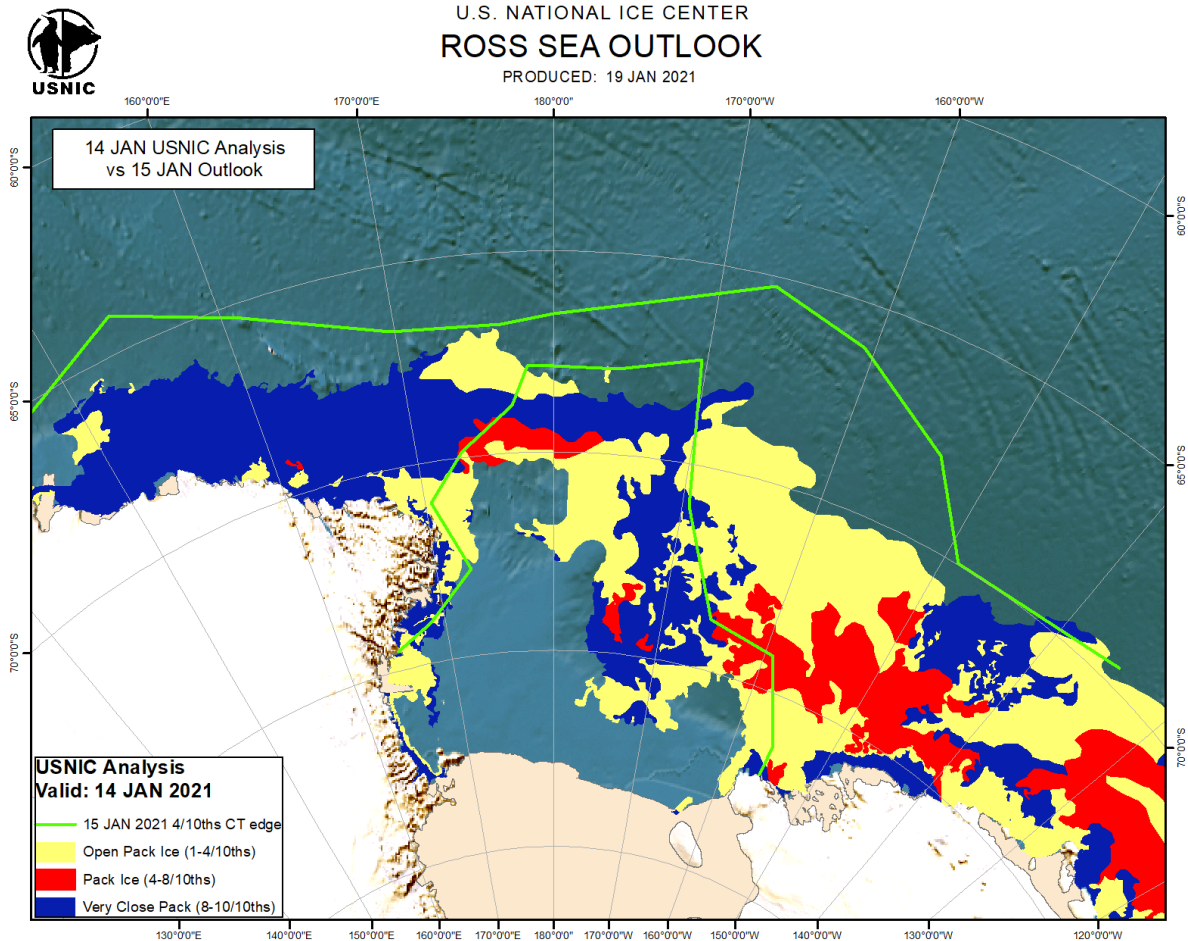 U.S. NATIONAL ICE CENTER
ROSS SEA OUTLOOK
PRODUCED: 19 JAN 2021
USNIC
160°0'0"E 170°0'0"E 180°0'0" 170°0'0"W 160°0'0"W
14 JAN USNIC Analysis
vs 15 JAN Outlook
60°0'0"S
60°0'0"S
65°0'0"S
65°0'0"S
70°0'0"S
70°0'0"S
USNIC Analysis
Valid: 14 JAN 2021
15 JAN 2021 4/10ths CT edge
Open Pack Ice (1-4/10ths)
Pack Ice (4-8/10ths)
Very Close Pack (8-10/10ths)
130°0'0"E 140°0'0"E 150°0'0"E 160°0'0"E 170°0'0"E 180°0'0" 170°0'0"W 160°0'0"W 150°0'0"W 140°0'0"W 130°0'0"W 120°0'0"W